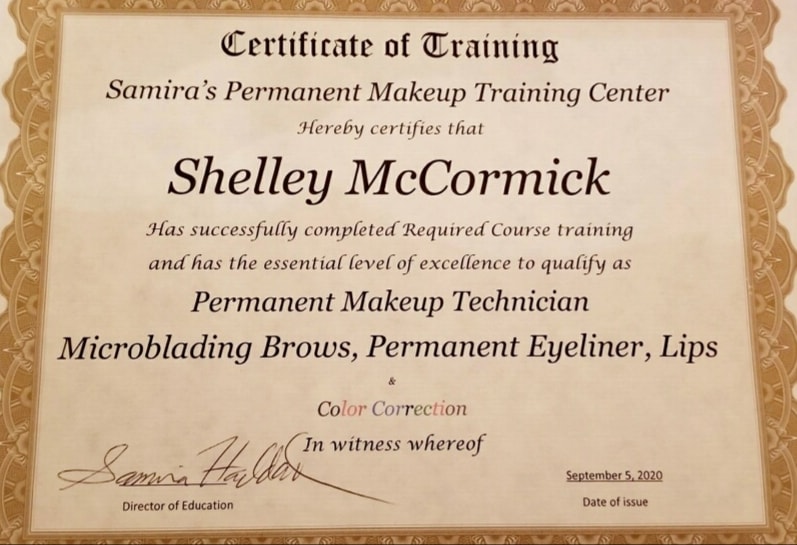 Certificate of Training
Samira's Permanent Makeup Training Center
Hereby certifies that
Shelley McCormick
Has successfully completed Required Course training
and has the essential level of excellence to qualify as
Permanent Makeup Technician
Microblading Brows, Permanent Eyeliner, Lips
&
Color Correction
In witness whereof
Samira Haddad
September 5, 2020
Director of Education
Date of issue